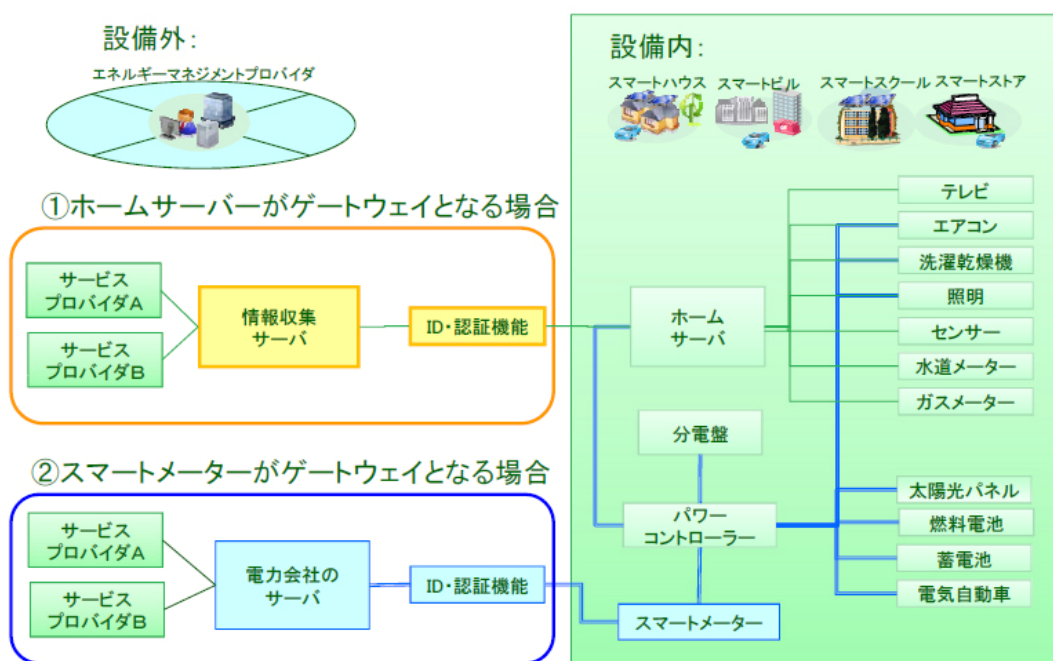 設備外:
エネルギーマネジメントプロバイダ
①ホームサーバーがゲートウェイとなる場合
サービス
プロバイダA
サービス
プロバイダB
情報収集
サーバ
ID・認証機能
②スマートメーターがゲートウェイとなる場合
サービス
プロバイダA
サービス
プロバイダB
電力会社の
サーバ
ID・認証機能
設備内:
スマートハウス
スマートビル
スマートスクール
スマートストア
ホーム
サーバ
分電盤
パワー
コントローラー
スマートメーター
テレビ
エアコン
洗濯乾燥機
照明
センサー
水道メーター
ガスメーター
太陽光パネル
燃料電池
蓄電池
電気自動車